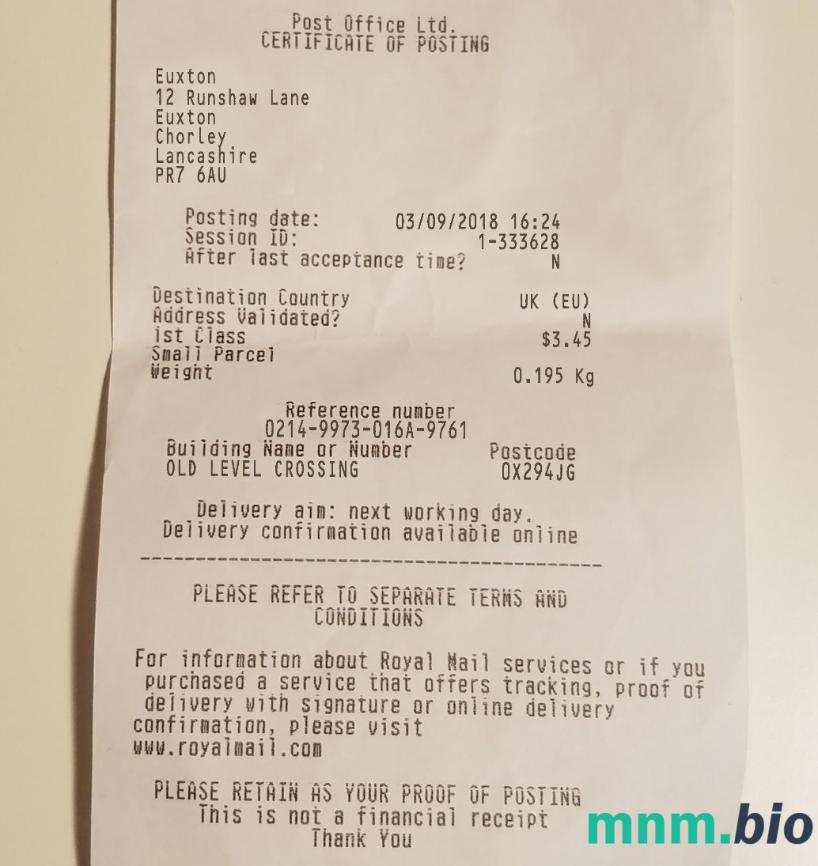 Post Office Ltd.
CERTIFICATE OF POSTING
Euxton
12 Runshaw Lane
Euxton
Chorley
Lancashire
PR7 6AU
Posting date: 03/09/2018 16:24
Session ID: 1-333628
After last acceptance time? N
Destination Country UK (EU)
Address Validated? N
1st Class $3.45
Small Parcel
Weight 0.195 Kg
Reference number
0214-9973-016A-9761
Building Name or Number Postcode
OLD LEVEL CROSSING OX294JG
Delivery aim: next working day.
Delivery confirmation available online
PLEASE REFER TO SEPARATE TERMS AND
CONDITIONS
For information about Royal Mail services or if you
purchased a service that offers tracking, proof of
delivery with signature or online delivery
confirmation, please visit
www.royalmail.com
PLEASE RETAIN AS YOUR PROOF OF POSTING
This is not a financial receipt
Thank You
mnm.bio